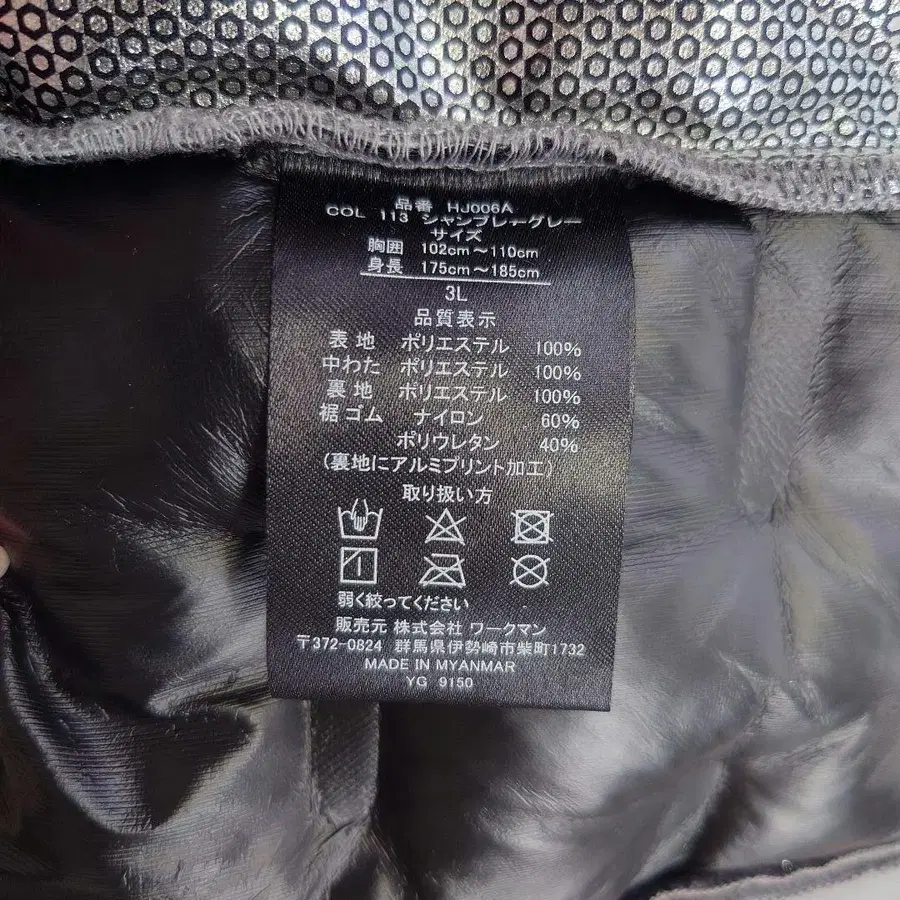 品番 HJ006A
COL 113 シャンブレーグレー
サイズ
胸囲 102cm～110cm
身長 175cm～185cm
3L
品質表示
表地 ポリエステル 100%
中わた ポリエステル 100%
裏地 ポリエステル 100%
裾ゴム ナイロン 60%
ポリウレタン 40%
(裏地にアルミプリント加工)
取り扱い方
弱く絞ってください
販売元 株式会社 ワークマン
〒372-0824 群馬県伊勢崎市柴町1732
MADE IN MYANMAR
YG 9150